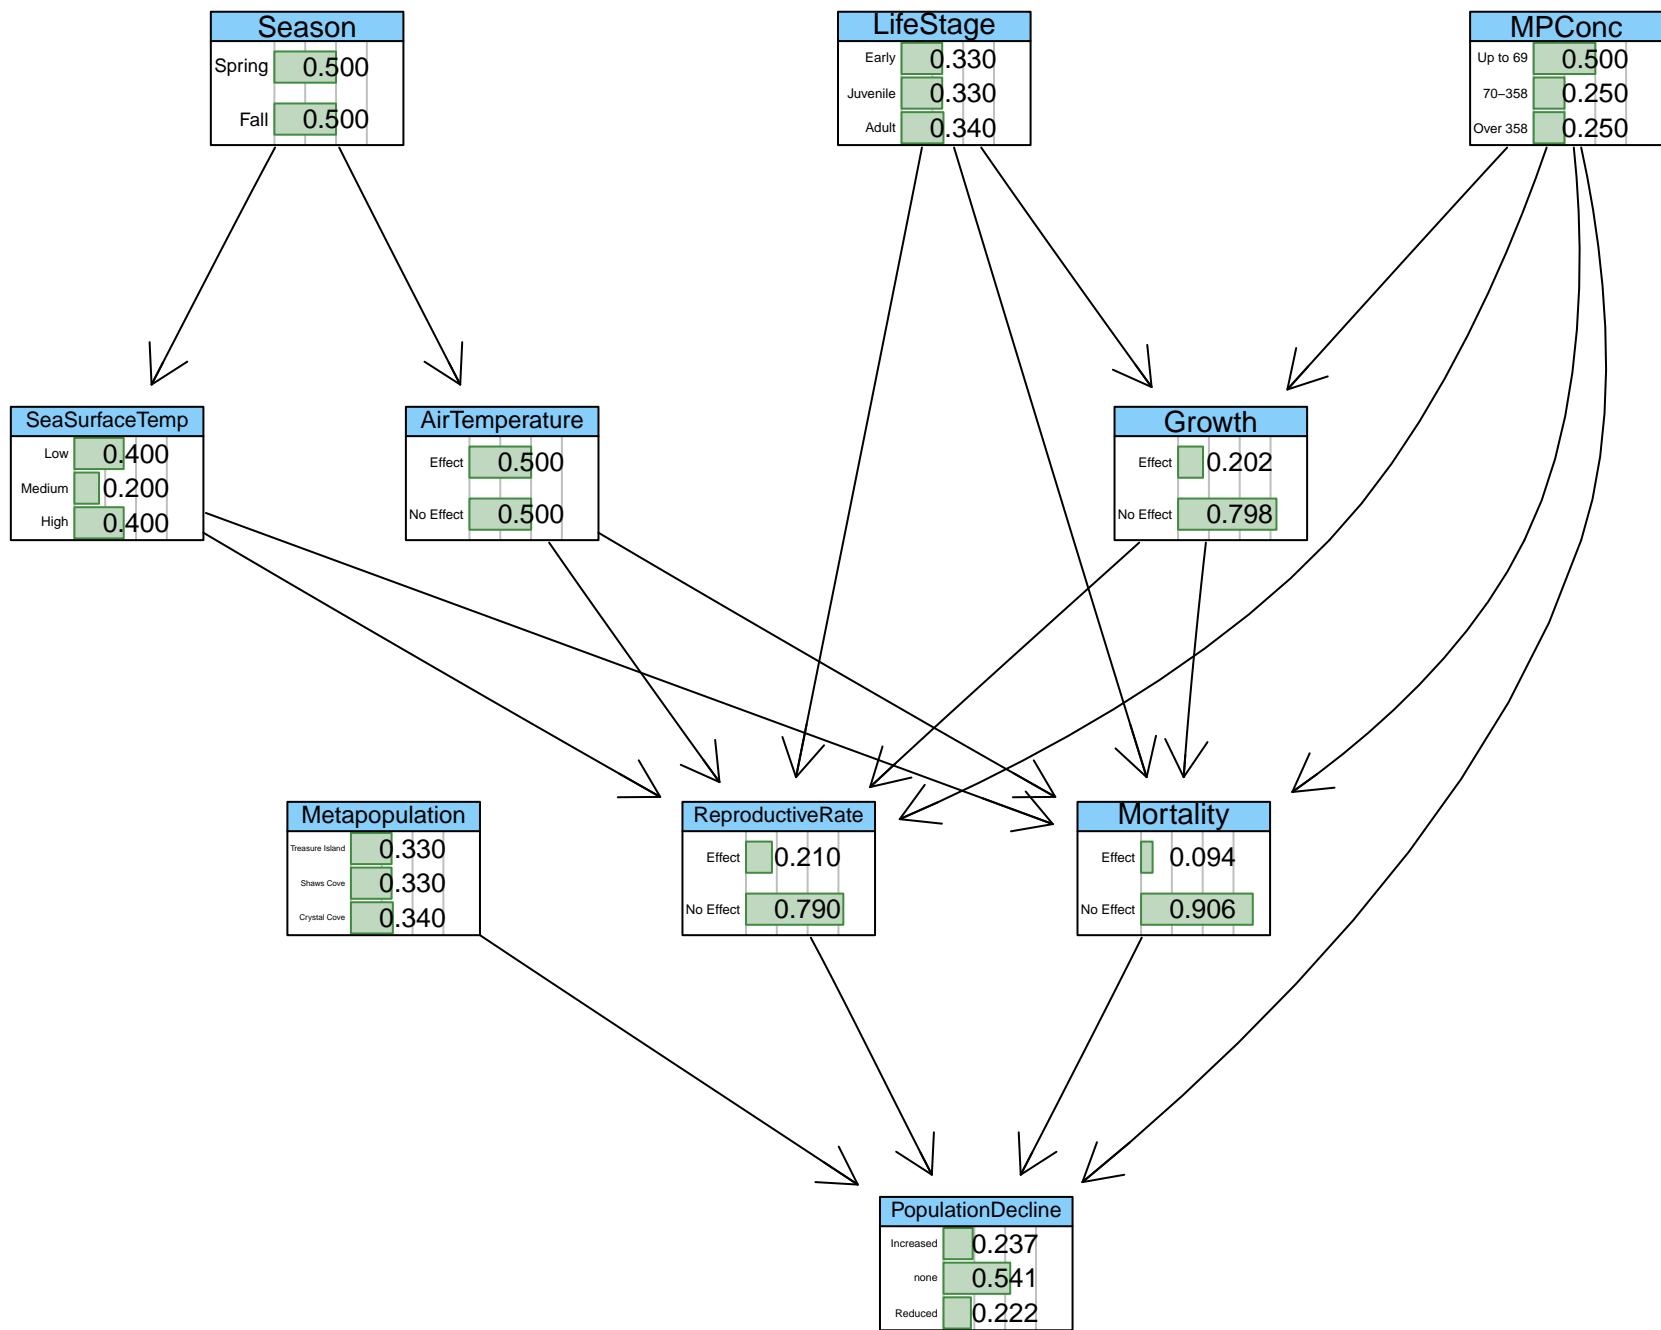 Season
Spring 0.500
Fall 0.500
LifeStage
Early 0.330
Juvenile 0.330
Adult 0.340
MPConc
Up to 69 0.500
70–358 0.250
Over 358 0.250
SeaSurfaceTemp
Low 0.400
Medium 0.200
High 0.400
AirTemperature
Effect 0.500
No Effect 0.500
Growth
Effect 0.202
No Effect 0.798
Metapopulation
Treasure Island 0.330
Shaws Cove 0.330
Crystal Cove 0.340
ReproductiveRate
Effect 0.210
No Effect 0.790
Mortality
Effect 0.094
No Effect 0.906
PopulationDecline
Increased 0.237
none 0.541
Reduced 0.222